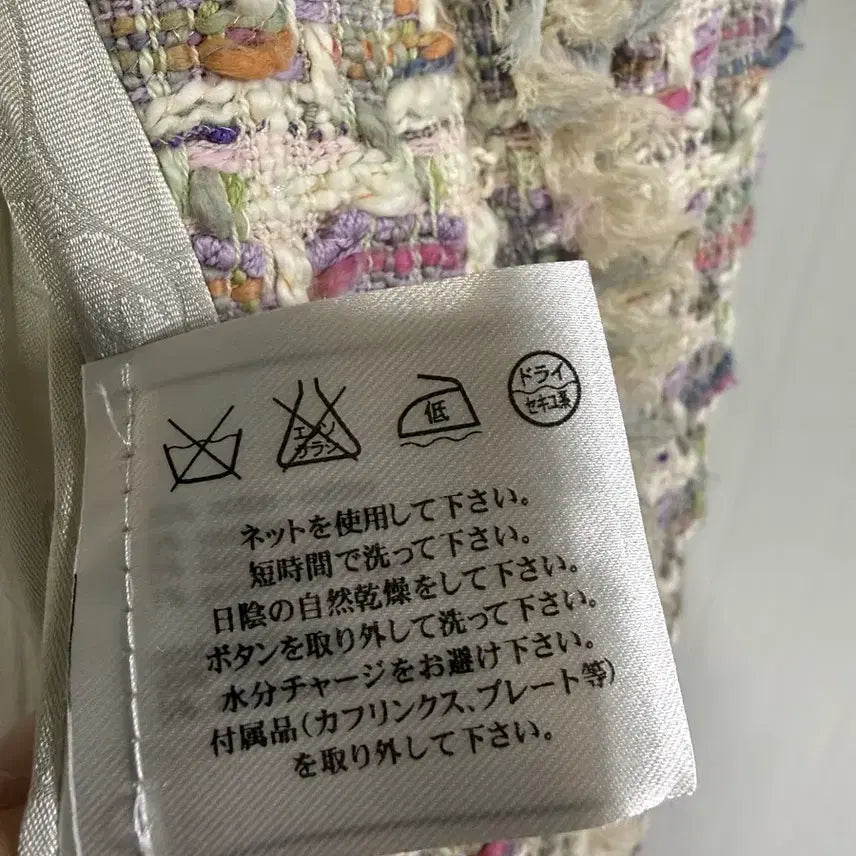 エンソ
カラシ
低
ドライ
セキユ系
ネットを使用して下さい。
短時間で洗って下さい。
日陰の自然乾燥をして下さい。
ボタンを取り外して洗って下さい。
水分チャージをお避け下さい。
付属品(カフリンクス、プレート等)
を取り外して下さい。